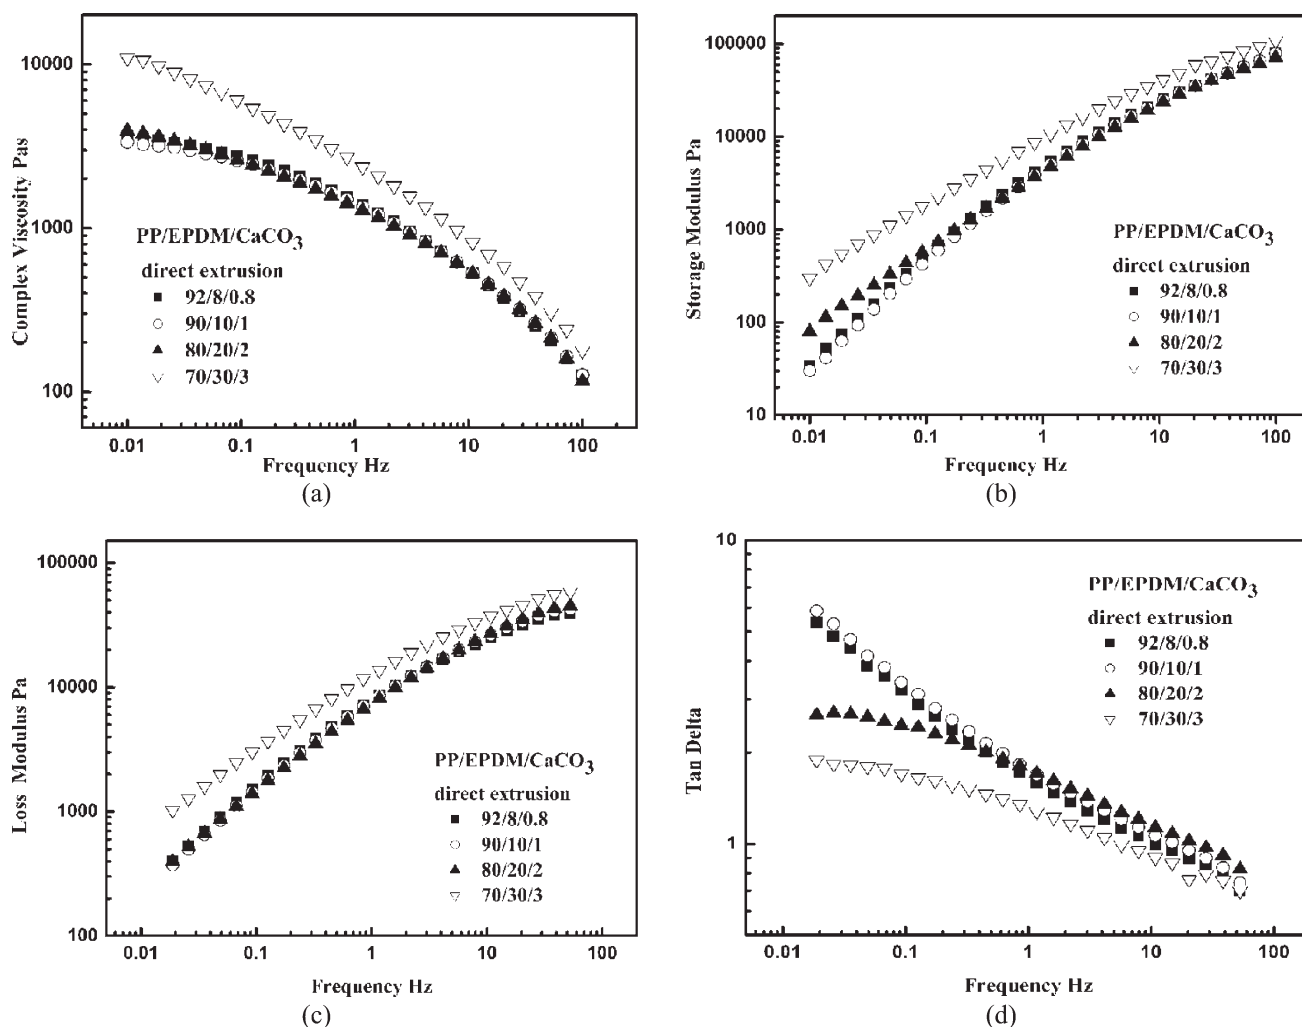 10000
1000
100
Complex Viscosity Pas
PP/EPDM/CaCO3
direct extrusion
92/8/0.8
90/10/1
80/20/2
70/30/3
0.01 0.1 1 10 100
Frequency Hz
(a)
100000
10000
1000
100
10
Storage Modulus Pa
PP/EPDM/CaCO3
direct extrusion
92/8/0.8
90/10/1
80/20/2
70/30/3
0.01 0.1 1 10 100
Frequency Hz
(b)
100000
10000
1000
100
Loss Modulus Pa
PP/EPDM/CaCO3
direct extrusion
92/8/0.8
90/10/1
80/20/2
70/30/3
0.01 0.1 1 10 100
Frequency Hz
(c)
10
1
Tan Delta
PP/EPDM/CaCO3
direct extrusion
92/8/0.8
90/10/1
80/20/2
70/30/3
0.01 0.1 1 10 100
Frequency Hz
(d)